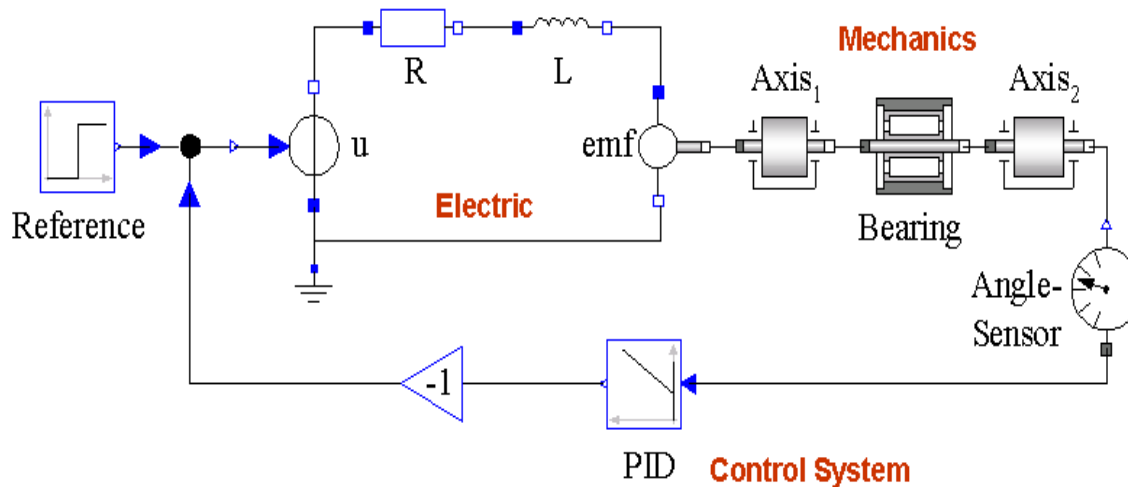 Mechanics
R
L
Axis1
Axis2
u
emf
Reference
Electric
Bearing
Angle-
Sensor
-1
PID
Control System